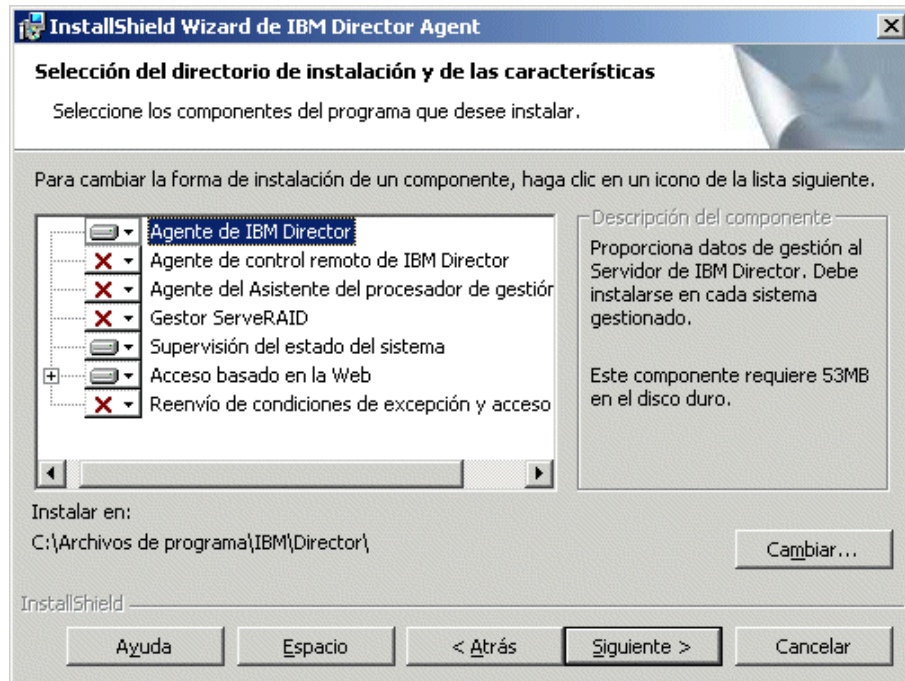 InstallShield Wizard de IBM Director Agent
Selección del directorio de instalación y de las características
Seleccione los componentes del programa que desee instalar.
Para cambiar la forma de instalación de un componente, haga clic en un icono de la lista siguiente.
Agente de IBM Director
Agente de control remoto de IBM Director
Agente del Asistente del procesador de gestión
Gestor ServeRAID
Supervisión del estado del sistema
Acceso basado en la Web
Reenvío de condiciones de excepción y acceso
Descripción del componente
Proporciona datos de gestión al
Servidor de IBM Director. Debe
instalarse en cada sistema
gestionado.
Este componente requiere 53MB
en el disco duro.
Instalar en:
C:\Archivos de programa\IBM\Director\
Cambiar...
InstallShield
Ayuda
Espacio
< Atrás
Siguiente >
Cancelar